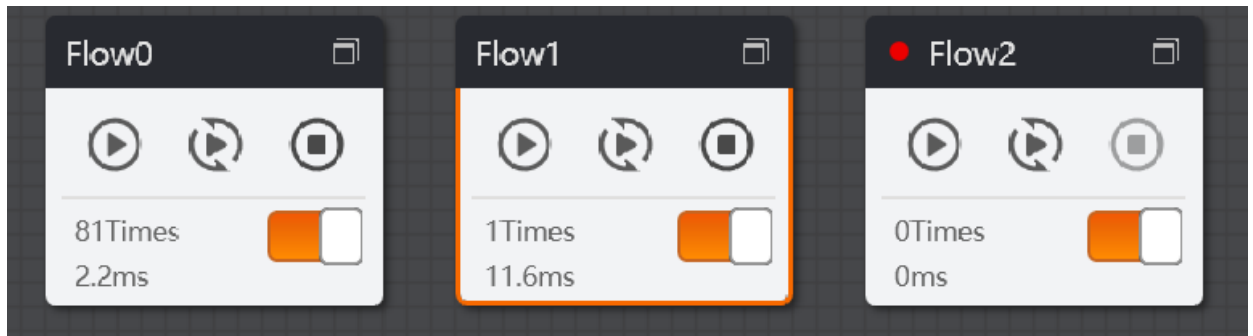 Flow0
81Times
2.2ms
Flow1
1Times
11.6ms
Flow2
0Times
0ms